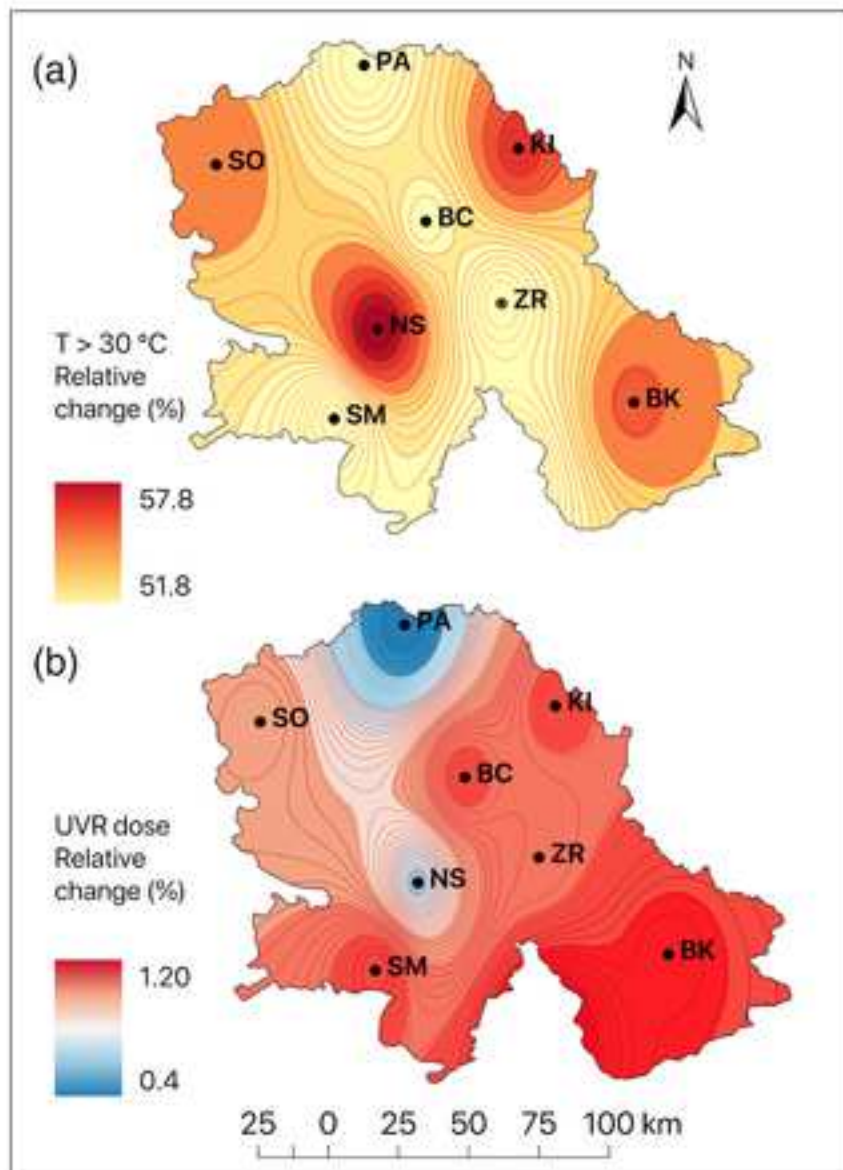 (a)
N
PA
SO
KI
BC
ZR
NS
BK
SM
T > 30 °C
Relative
change (%)
57.8
51.8
(b)
PA
SO
KI
BC
ZR
NS
BK
SM
UVR dose
Relative
change (%)
1.20
0.4
25 0 25 50 75 100 km